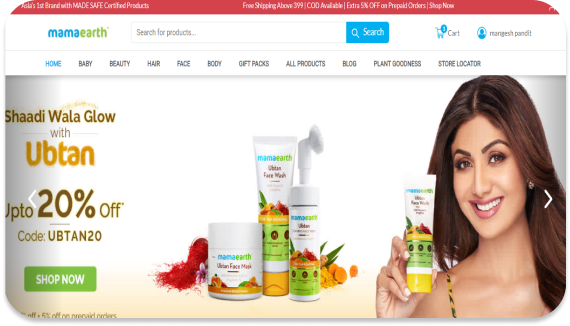 Asia's 1st Brand with MADE SAFE Certified Products
Free Shipping Above 399 | COD Available | Extra 5% OFF on Prepaid Orders | Shop Now
mamaearth
Search for products...
Search
Cart
mangesh pandit
HOME BABY BEAUTY HAIR FACE BODY GIFT PACKS ALL PRODUCTS BLOG PLANT GOODNESS STORE LOCATOR
Shaadi Wala Glow
with
Ubtan
Upto 20% Off*
Code: UBTAN20
SHOP NOW
off + 5% off on prepaid orders
mamaearth
Ubtan
Face Wash
mamaearth
Ubtan
mamaearth
Ubtan Face Mask
mamaearth
Ubtan
Face Wash